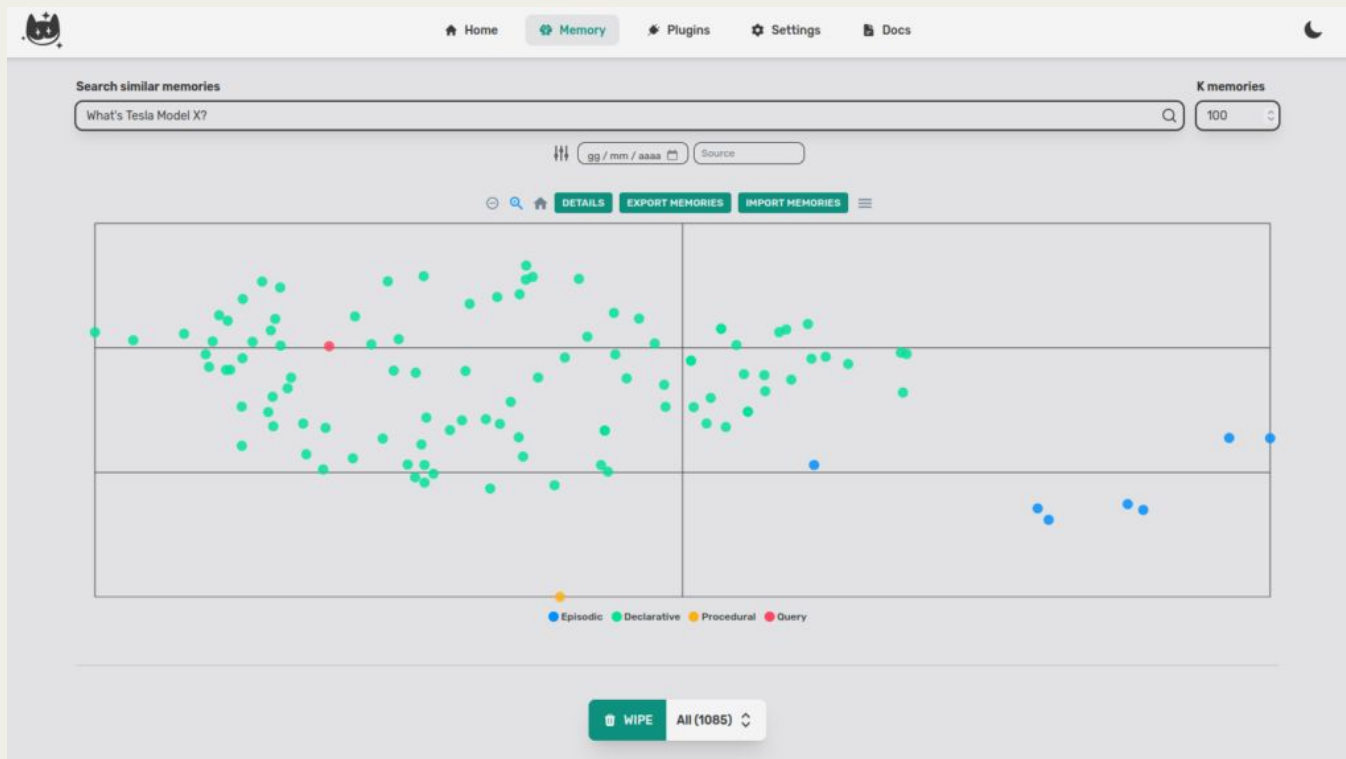 Home Memory Plugins Settings Docs
Search similar memories K memories
What's Tesla Model X? 100
gg / mm / aaaa Source
DETAILS EXPORT MEMORIES IMPORT MEMORIES
Episodic Declarative Procedural Query
WIPE All (1085)